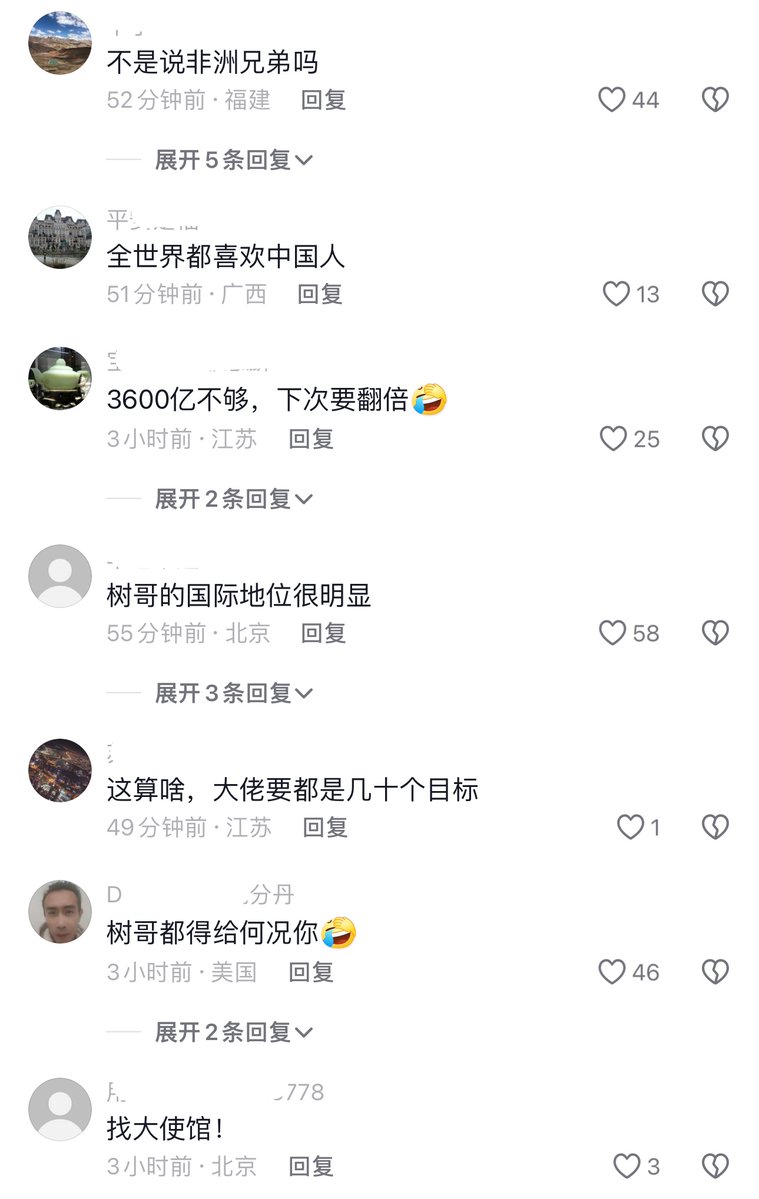 不是说非洲兄弟吗
52分钟前·福建 回复
44
展开5条回复
全世界都喜欢中国人
51分钟前·广西 回复
13
3600亿不够，下次要翻倍🤣
3小时前·江苏 回复
25
展开2条回复
树哥的国际地位很明显
55分钟前·北京 回复
58
展开3条回复
这算啥，大佬要都是几十个目标
49分钟前·江苏 回复
1
D 分丹
树哥都得给何况你🤣
3小时前·美国 回复
46
展开2条回复
778
找大使馆！
3小时前·北京 回复
3